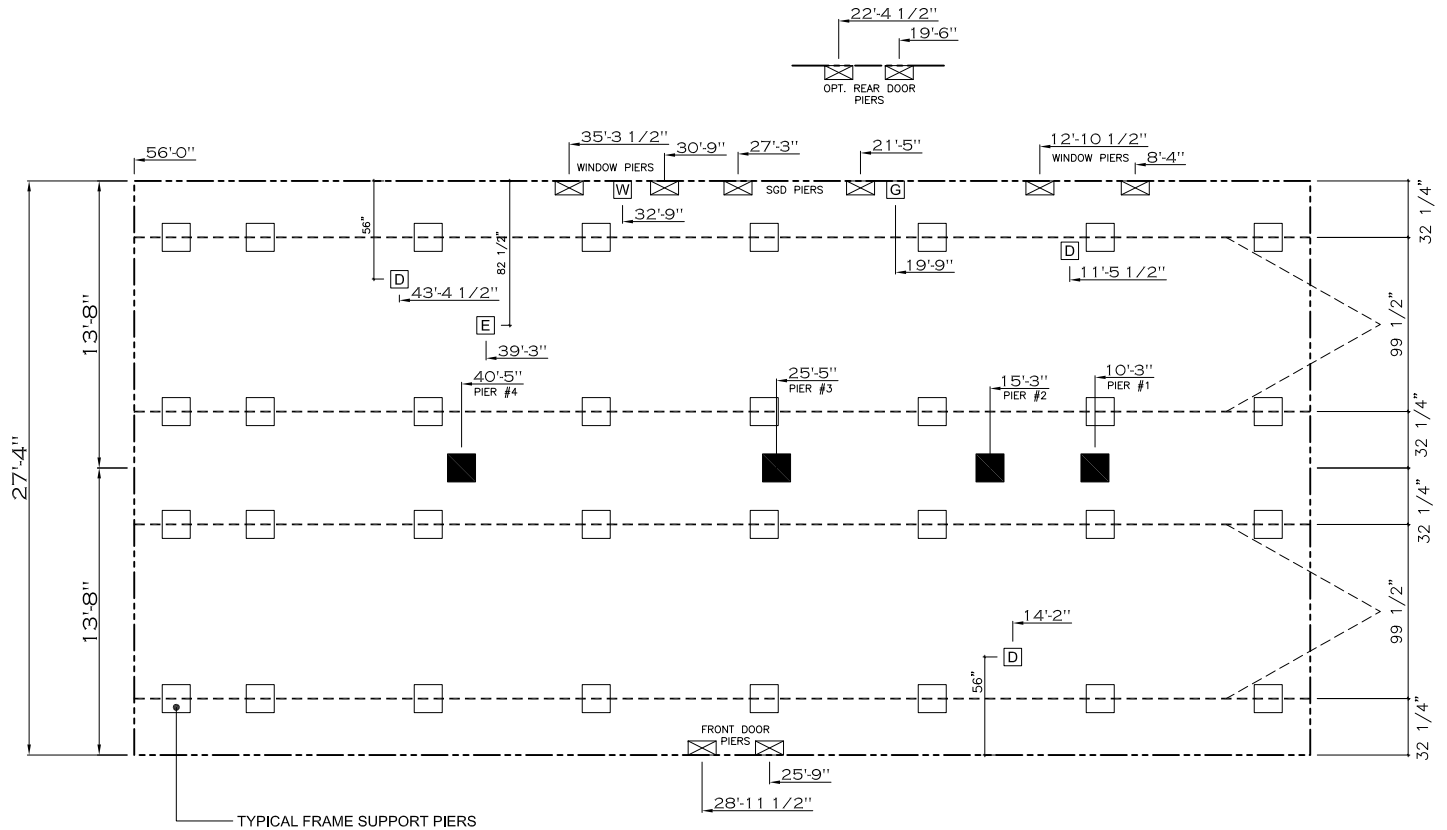 22'-4 1/2"
19'-6"
OPT. REAR DOOR
PIERS
56'-0"
35'-3 1/2"
30'-9"
27'-3"
21'-5"
12'-10 1/2"
8'-4"
WINDOW PIERS
WINDOW PIERS
W
SGD PIERS
G
32'-9"
19'-9"
32 1/4"
56"
82 1/2"
D
43'-4 1/2"
D
11'-5 1/2"
E
39'-3"
13'-8"
99 1/2"
40'-5"
PIER #4
25'-5"
PIER #3
15'-3"
PIER #2
10'-3"
PIER #1
32 1/4"
27'-4"
32 1/4"
13'-8"
99 1/2"
14'-2"
D
56"
32 1/4"
FRONT DOOR
PIERS
25'-9"
28'-11 1/2"
TYPICAL FRAME SUPPORT PIERS